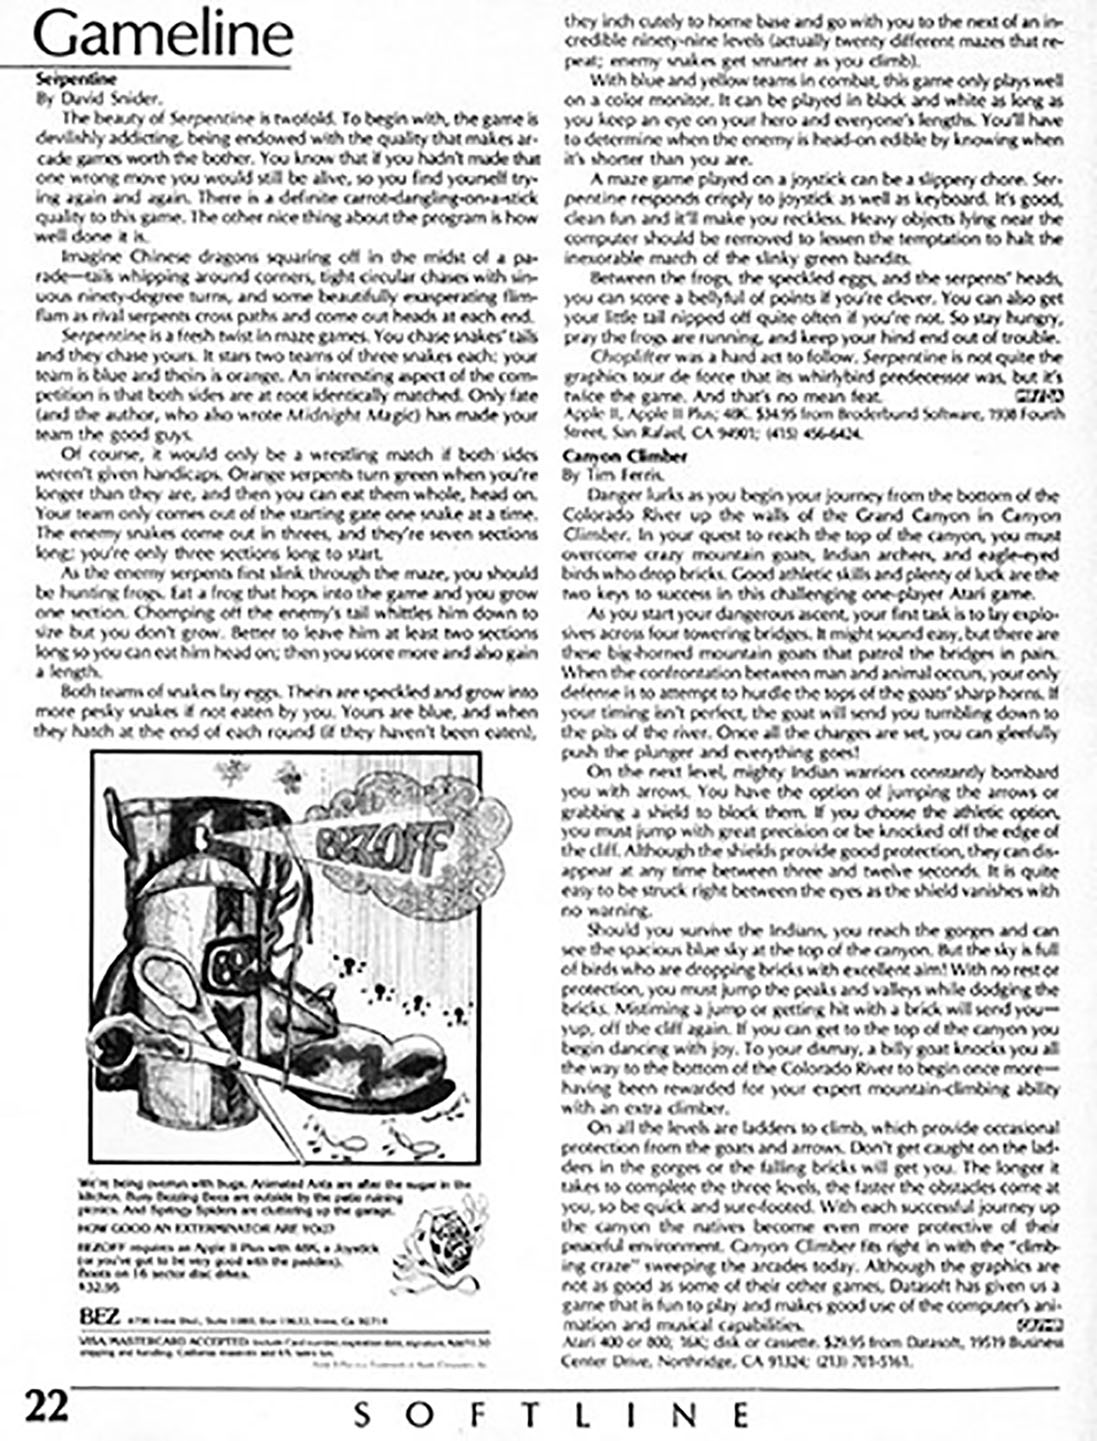 Gameline
Serpentine
By David Snider.
The beauty of Serpentine is twofold. To begin with, the game is
devilishly addicting, being endowed with the quality that makes ar-
cade games worth the bother. You know that if you hadn't made that
one wrong move you would still be alive, so you find yourself try-
ing again and again. There is a definite carrot-dangling-on-a-stick
quality to this game. The other nice thing about the program is how
well done it is.
Imagine Chinese dragons squaring off in the midst of a pa-
rade—tails whipping around corners, tight circular chases with sin-
uous ninety-degree turns, and some beautifully exasperating flim-
flam as rival serpents cross paths and come out heads at each end.
Serpentine is a fresh twist in maze games. You chase snakes' tails
and they chase yours. It stars two teams of three snakes each; your
team is blue and theirs is orange. An interesting aspect of the com-
petition is that both sides are at root identically matched. Only fate
(and the author, who also wrote Midnight Magic) has made your
team the good guys.
Of course, it would only be a wrestling match if both sides
weren't given handicaps. Orange serpents turn green when you're
longer than they are, and then you can eat them whole, head on.
Your team only comes out of the starting gate one snake at a time.
The enemy snakes come out in threes, and they're seven sections
long; you're only three sections long to start.
As the enemy serpents first slink through the maze, you should
be hunting frogs. Eat a frog that hops into the game and you grow
one section. Chomping off the enemy's tail whittles him down to
size but you don't grow. Better to leave him at least two sections
long so you can eat him head on; then you score more and also gain
a length.
Both teams of snakes lay eggs. Theirs are speckled and grow into
more pesky snakes if not eaten by you. Yours are blue, and when
they hatch at the end of each round (if they haven't been eaten),
BEZOFF
We're being overrun with bugs. Animated Ants are after the sugar in the
kitchen. Busy Buzzing Bees are outside by the patio ruining
picnics. And Springy Spiders are cluttering up the garage.
HOW GOOD AN EXTERMINATOR ARE YOU?
BEZOFF requires an Apple II Plus with 48K, a Joystick
(or you've got to be very good with the paddles).
Boots on 16 sector disc drives.
$32.95
BEZ
VISA MASTERCARD ACCEPTED.
they inch cutely to home base and go with you to the next of an in-
credible ninety-nine levels (actually twenty different mazes that re-
peat; enemy snakes get smarter as you climb).
With blue and yellow teams in combat, this game only plays well
on a color monitor. It can be played in black and white as long as
you keep an eye on your hero and everyone's lengths. You'll have
to determine when the enemy is head-on edible by knowing when
it's shorter than you are.
A maze game played on a joystick can be a slippery chore. Ser-
pentine responds crisply to joystick as well as keyboard. It's good,
clean fun and it'll make you reckless. Heavy objects lying near the
computer should be removed to lessen the temptation to halt the
inexorable march of the slinky green bandits.
Between the frogs, the speckled eggs, and the serpents' heads,
you can score a bellyful of points if you're clever. You can also get
your little tail nipped off quite often if you're not. So stay hungry,
pray the frogs are running, and keep your hind end out of trouble.
Choplifter was a hard act to follow. Serpentine is not quite the
graphics tour de force that its whirlybird predecessor was, but it's
twice the game. And that's no mean feat.
Apple II, Apple II Plus; 48K. $34.95 from Broderbund Software, 1938 Fourth
Street, San Rafael, CA 94901; (415) 456-6424.
Canyon Climber
By Tim Ferris.
Danger lurks as you begin your journey from the bottom of the
Colorado River up the walls of the Grand Canyon in Canyon
Climber. In your quest to reach the top of the canyon, you must
overcome crazy mountain goats, Indian archers, and eagle-eyed
birds who drop bricks. Good athletic skills and plenty of luck are the
two keys to success in this challenging one-player Atari game.
As you start your dangerous ascent, your first task is to lay explo-
sives across four towering bridges. It might sound easy, but there are
these big-horned mountain goats that patrol the bridges in pairs.
When the confrontation between man and animal occurs, your only
defense is to attempt to hurdle the tops of the goats' sharp horns. If
your timing isn't perfect, the goat will send you tumbling down to
the pits of the river. Once all the charges are set, you can gleefully
push the plunger and everything goes!
On the next level, mighty Indian warriors constantly bombard
you with arrows. You have the option of jumping the arrows or
grabbing a shield to block them. If you choose the athletic option,
you must jump with great precision or be knocked off the edge of
the cliff. Although the shields provide good protection, they can dis-
appear at any time between three and twelve seconds. It is quite
easy to be struck right between the eyes as the shield vanishes with
no warning.
Should you survive the Indians, you reach the gorges and can
see the spacious blue sky at the top of the canyon. But the sky is full
of birds who are dropping bricks with excellent aim! With no rest or
protection, you must jump the peaks and valleys while dodging the
bricks. Mistiming a jump or getting hit with a brick will send you—
yup, off the cliff again. If you can get to the top of the canyon you
begin dancing with joy. To your dismay, a billy goat knocks you all
the way to the bottom of the Colorado River to begin once more—
having been rewarded for your expert mountain-climbing ability
with an extra climber.
On all the levels are ladders to climb, which provide occasional
protection from the goats and arrows. Don't get caught on the lad-
ders in the gorges or the falling bricks will get you. The longer it
takes to complete the three levels, the faster the obstacles come at
you, so be quick and sure-footed. With each successful journey up
the canyon the natives become even more protective of their
peaceful environment. Canyon Climber fits right in with the "climb-
ing craze" sweeping the arcades today. Although the graphics are
not as good as some of their other games, Datasoft has given us a
game that is fun to play and makes good use of the computer's ani-
mation and musical capabilities.
Atari 400 or 800; 16K; disk or cassette. $29.95 from Datasoft, 19519 Business
Center Drive, Northridge, CA 91324; (213) 701-5161.
22
SOFTLINE